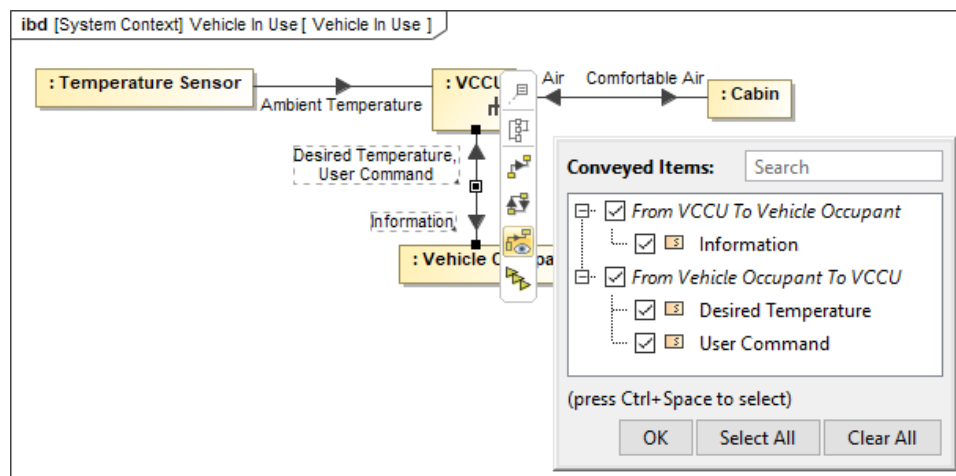 ibd [System Context] Vehicle In Use [ Vehicle In Use ]
: Temperature Sensor
Ambient Temperature
: VCCU
Air
Comfortable Air
: Cabin
Desired Temperature,
User Command
Information
: Vehicle
Conveyed Items:
Search
From VCCU To Vehicle Occupant
Information
From Vehicle Occupant To VCCU
Desired Temperature
User Command
(press Ctrl+Space to select)
OK
Select All
Clear All